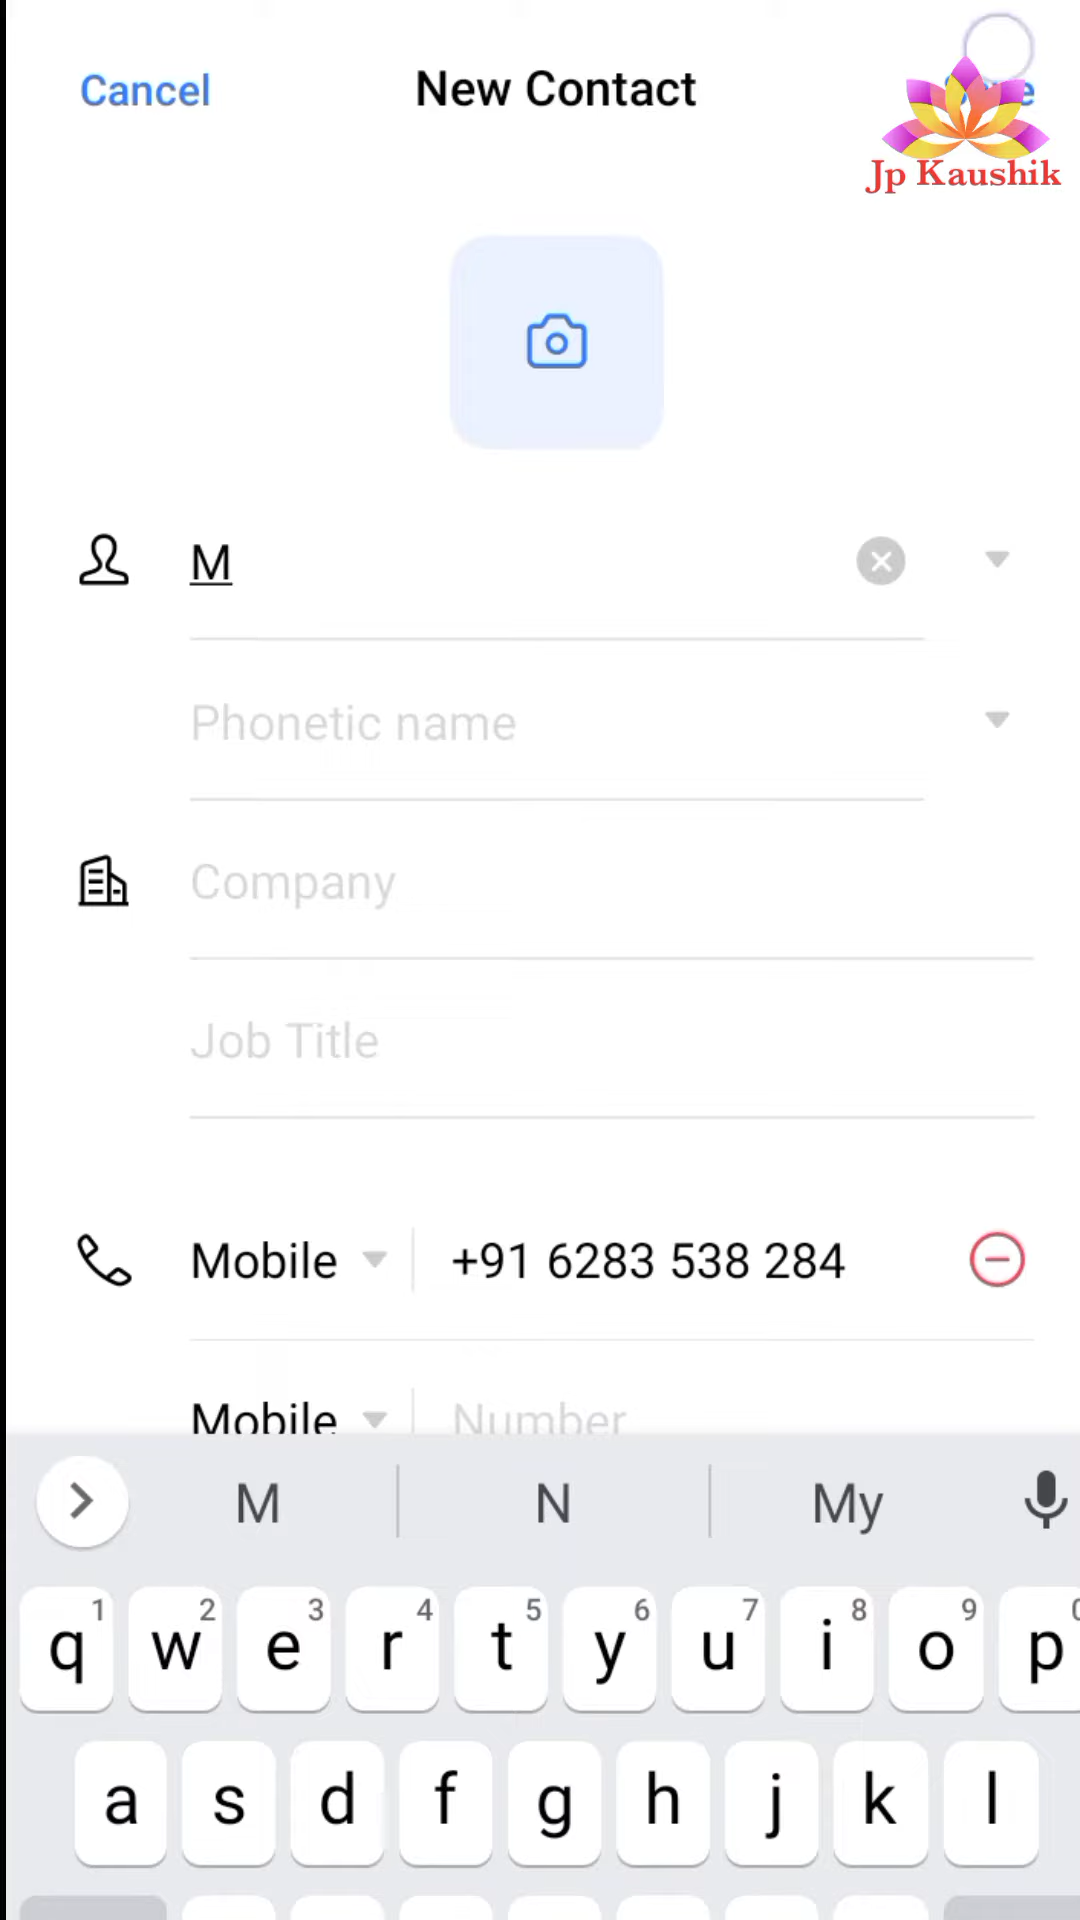 Cancel New Contact
Jp Kaushik
M
Phonetic name
Company
Job Title
Mobile +91 6283 538 284
Mobile Number
M N My
1 2 3 4 5 6 7 8 9
q w e r t y u i o p
a s d f g h j k l